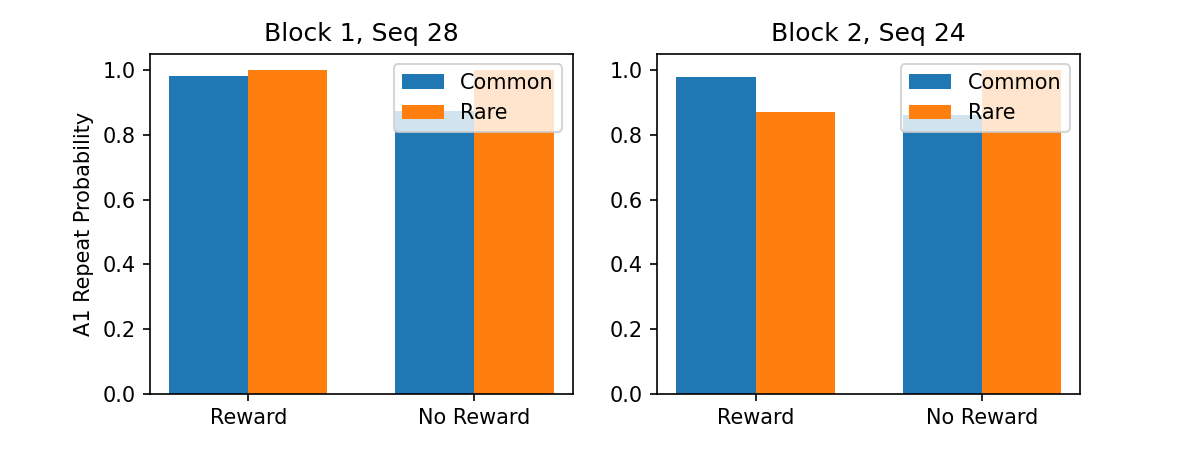 Block 1, Seq 28
A1 Repeat Probability
1.0
0.8
0.6
0.4
0.2
0.0
Common
Rare
Reward
No Reward
Block 2, Seq 24
1.0
0.8
0.6
0.4
0.2
0.0
Common
Rare
Reward
No Reward